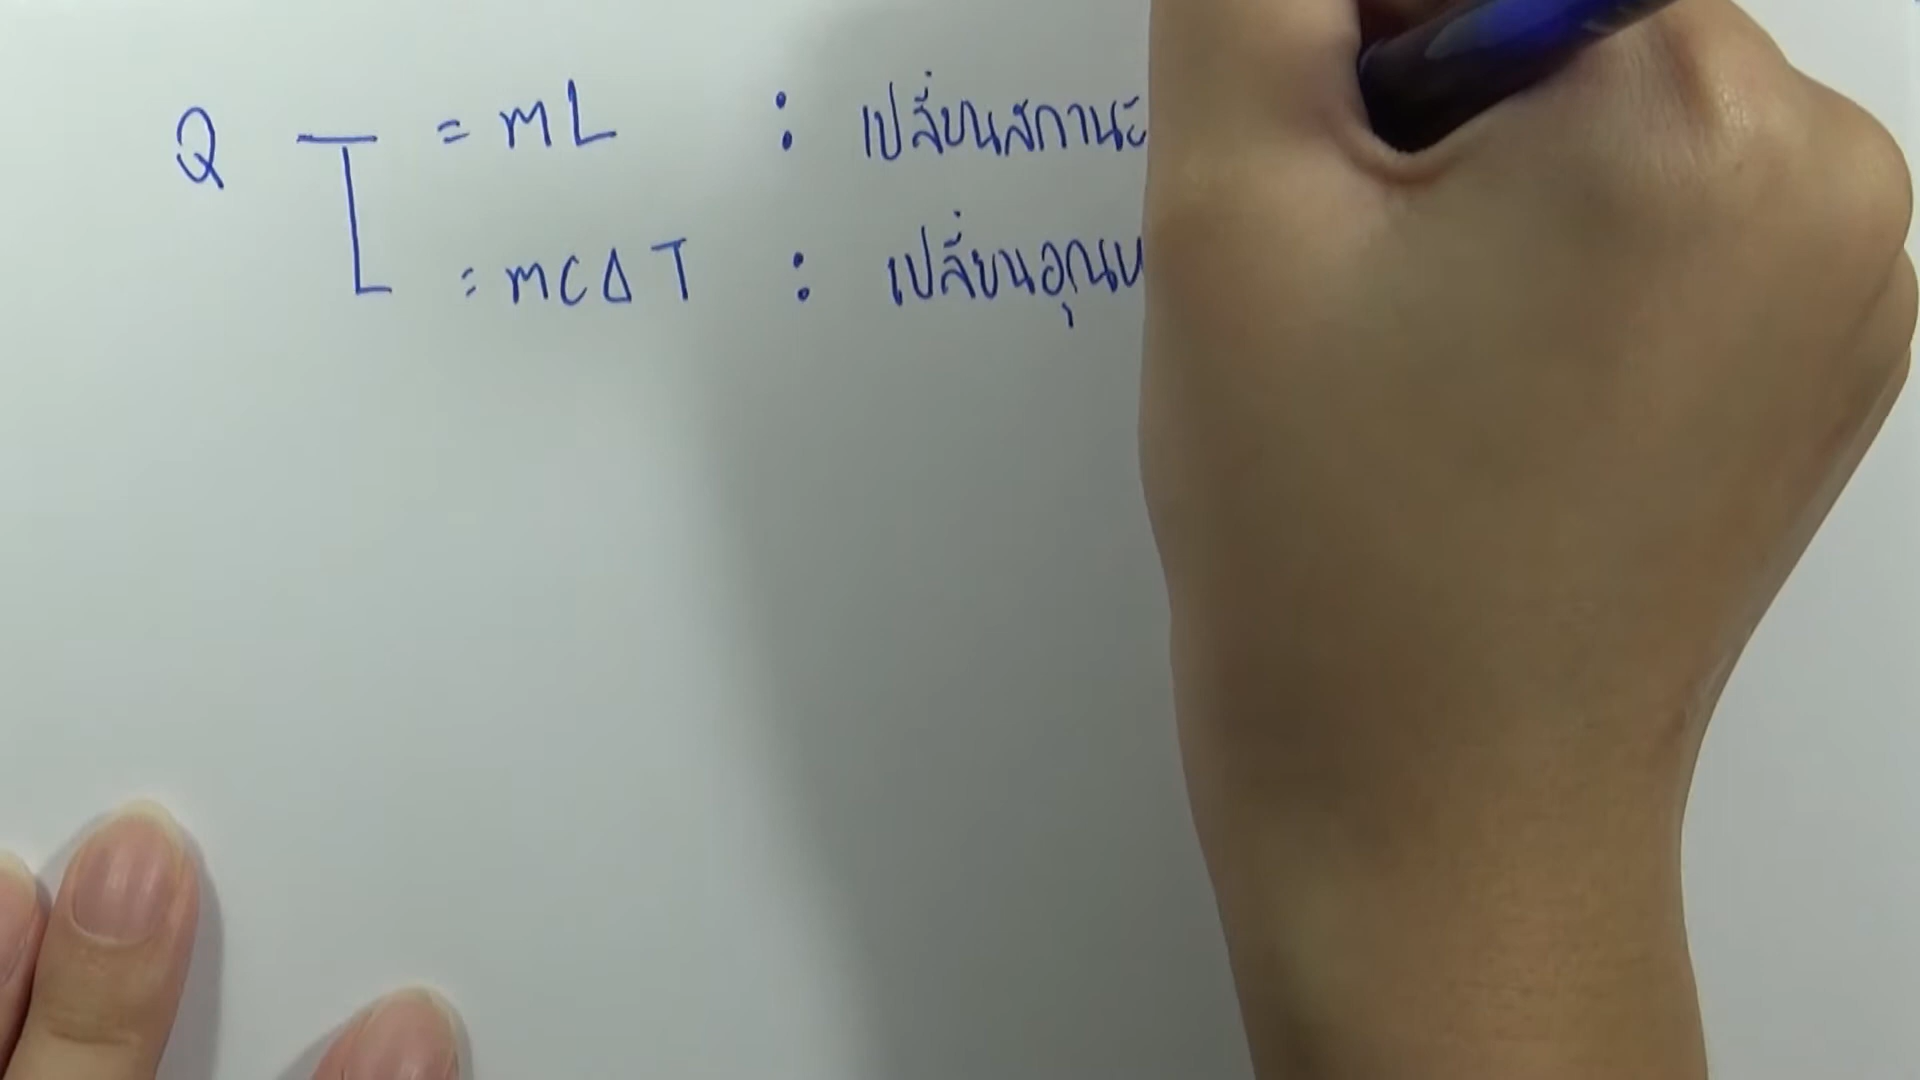 Q = mL : เปลี่ยนสถานะ
= mcΔT : เปลี่ยนอุณห